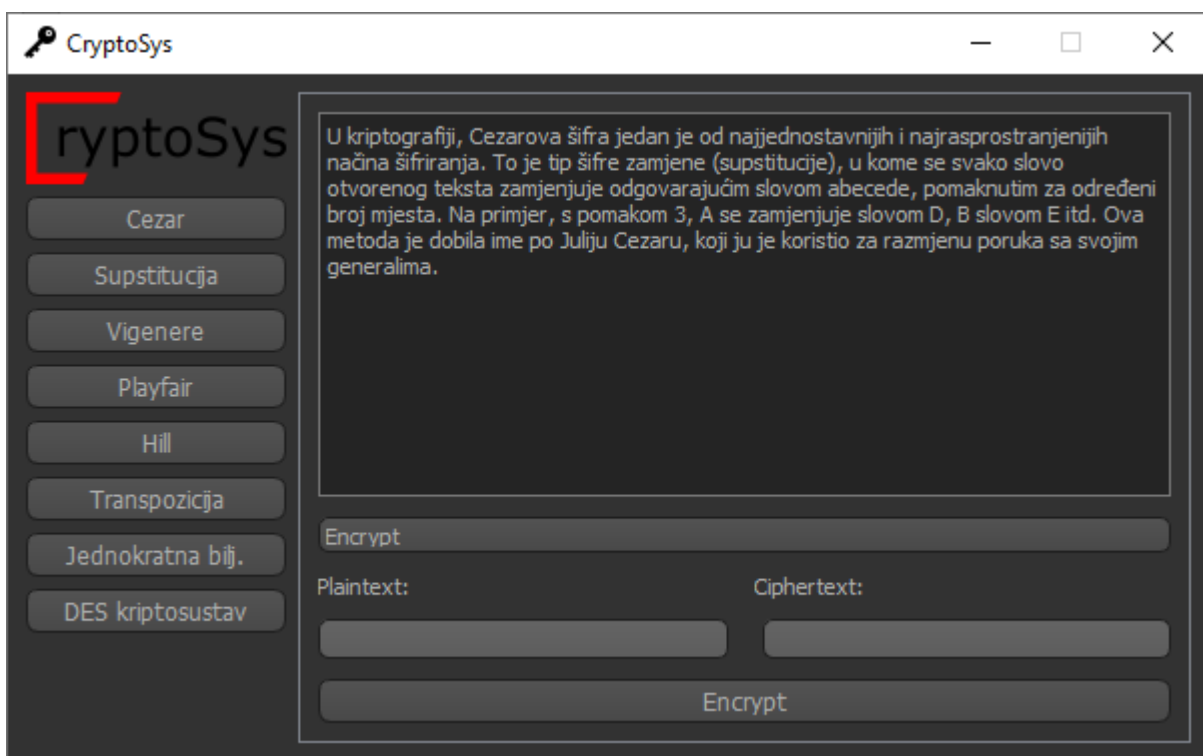 CryptoSys
CryptoSys
Cezar
Supstitucija
Vigenere
Playfair
Hill
Transpozicija
Jednokratna bilj.
DES kriptosustav
U kriptografiji, Cezarova šifra jedan je od najjednostavnijih i najrasprostranjenijih
načina šifriranja. To je tip šifre zamjene (supstitucije), u kome se svako slovo
otvorenog teksta zamjenjuje odgovarajućim slovom abecede, pomaknutim za određeni
broj mjesta. Na primjer, s pomakom 3, A se zamjenjuje slovom D, B slovom E itd. Ova
metoda je dobila ime po Juliju Cezaru, koji ju je koristio za razmjenu poruka sa svojim
generalima.
Encrypt
Plaintext:
Ciphertext:
Encrypt